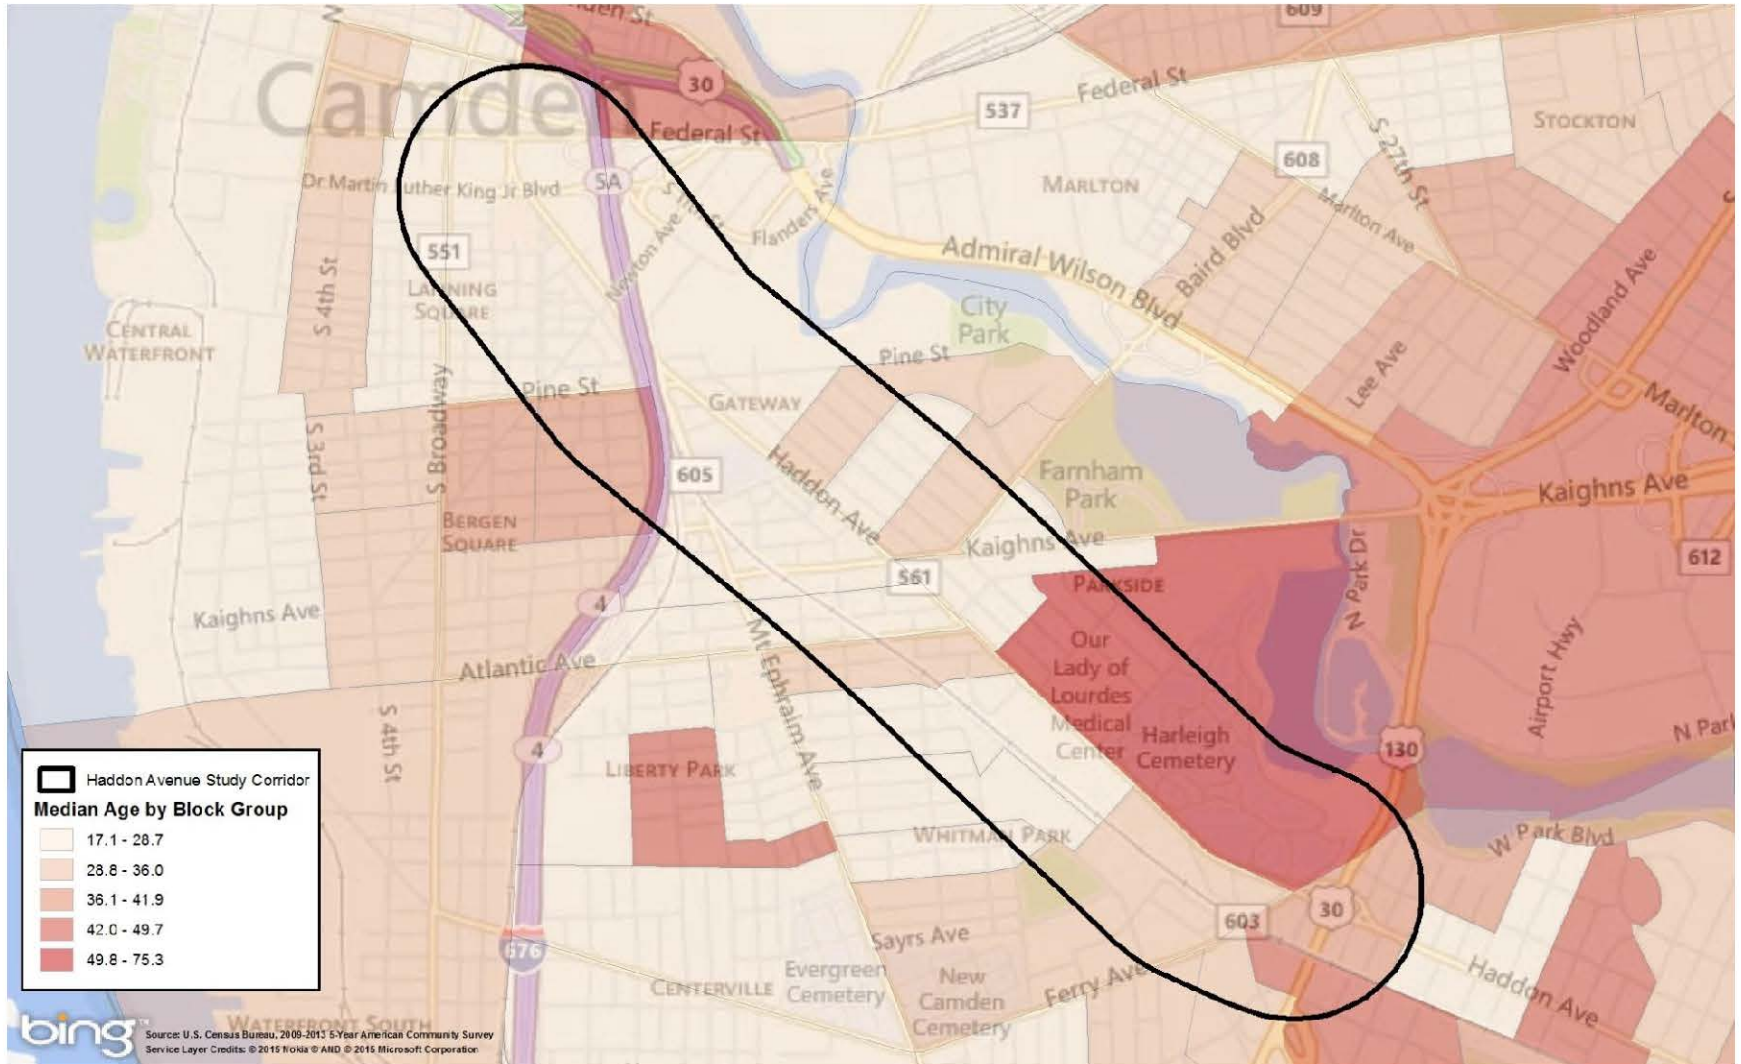 609
Camden
30
Federal St
537
Federal St
STOCKTON
608
S 27th St
5A
Dr Martin Luther King Jr Blvd
MARLTON
S 11th St
Flanders Ave
Marlton Ave
551
Newton Ave
Admiral Wilson Blvd
Baird Blvd
LANNING
SQUARE
S 4th St
City
Park
Woodland Ave
CENTRAL
WATERFRONT
Pine St
Lee Ave
Pine St
S Broadway
GATEWAY
Marlton
S 3rd St
605
Haddon Ave
Farnham
Park
Kaighns Ave
BERGEN
SQUARE
Kaighns Ave
N Park Dr
612
561
PARKSIDE
4
Kaighns Ave
Our
Lady of
Lourdes
Medical
Center
Mt Ephraim Ave
Atlantic Ave
Airport Hwy
S 4th St
Harleigh
Cemetery
N Park
4
130
LIBERTY PARK
Haddon Avenue Study Corridor
Median Age by Block Group
17.1 - 28.7
28.8 - 36.0
36.1 - 41.9
42.0 - 49.7
49.8 - 75.3
WHITMAN PARK
W Park Blvd
603
30
676
Sayrs Ave
Haddon Ave
Evergreen
Cemetery
New
Camden
Cemetery
Ferry Ave
CENTERVILLE
WATERFRONT SOUTH
bing
Source: U.S. Census Bureau, 2009-2013 5-Year American Community Survey
Service Layer Credits: © 2015 Nokia © AND © 2015 Microsoft Corporation